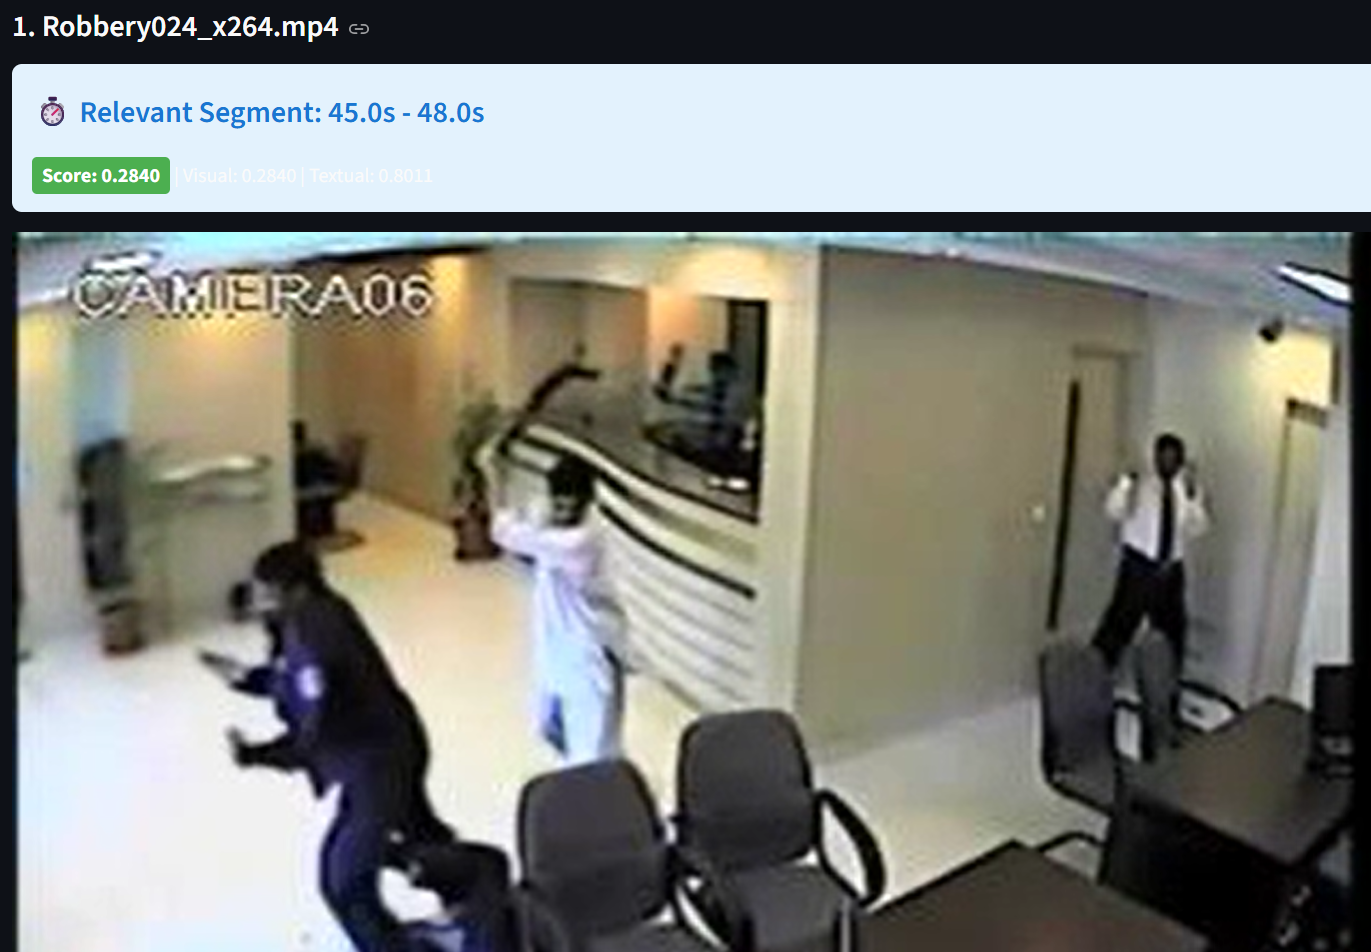 1. Robbery024_x264.mp4
Relevant Segment: 45.0s - 48.0s
Score: 0.2840 | Visual: 0.2840 | Textual: 0.8011
CAMERA06